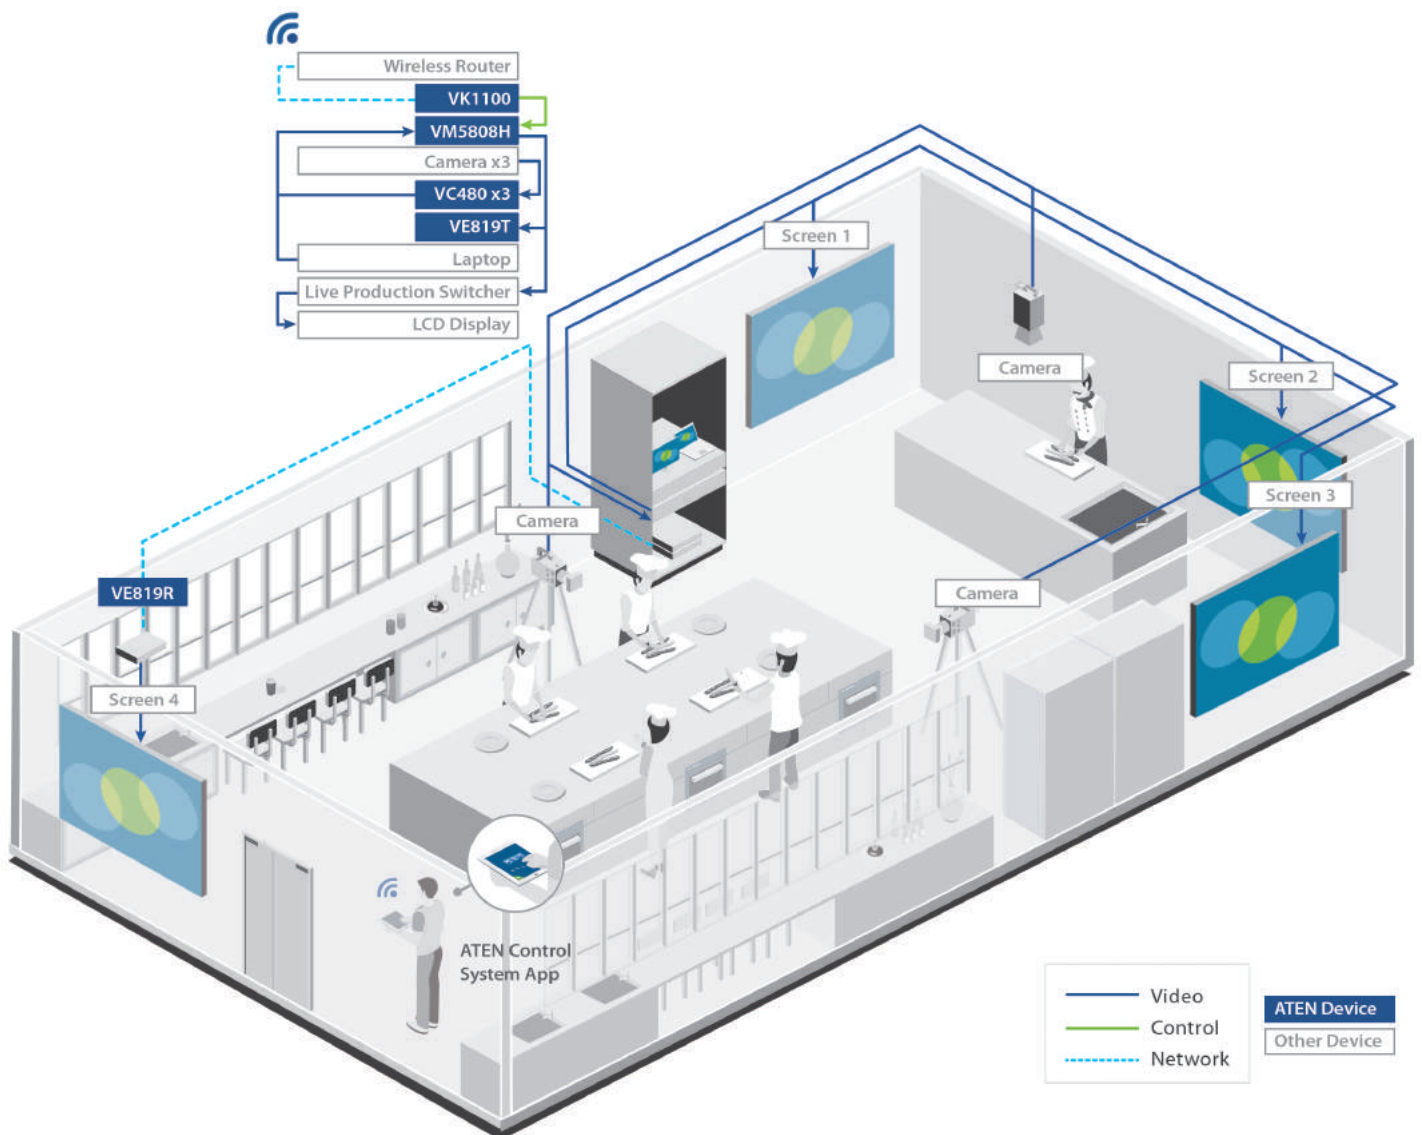 Wireless Router
VK1100
VM5808H
Camera x3
VC480 x3
VE819T
Laptop
Live Production Switcher
LCD Display
Screen 1
Camera
Screen 2
Screen 3
Camera
Camera
VE819R
Screen 4
ATEN Control
System App
Video
Control
Network
ATEN Device
Other Device